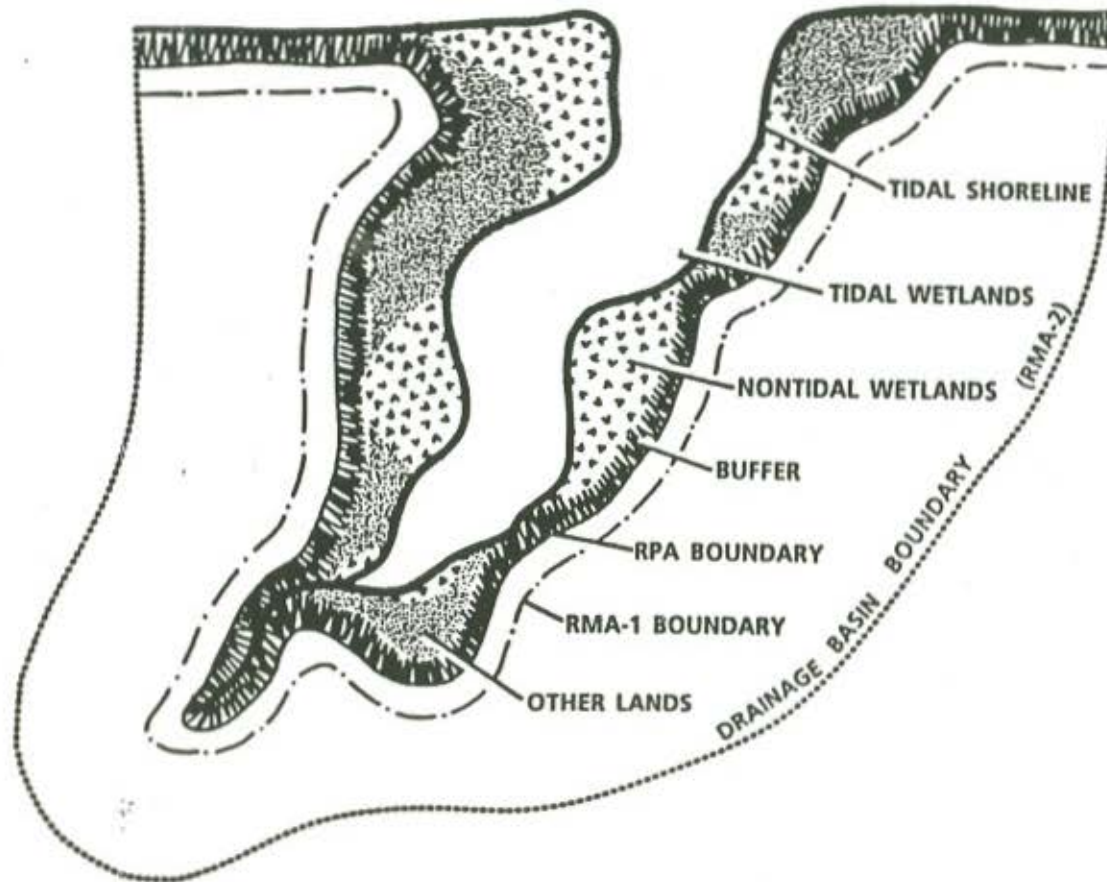 TIDAL SHORELINE
TIDAL WETLANDS
(RMA-2)
NONTIDAL WETLANDS
BUFFER
RPA BOUNDARY
RMA-1 BOUNDARY
OTHER LANDS
DRAINAGE BASIN BOUNDARY